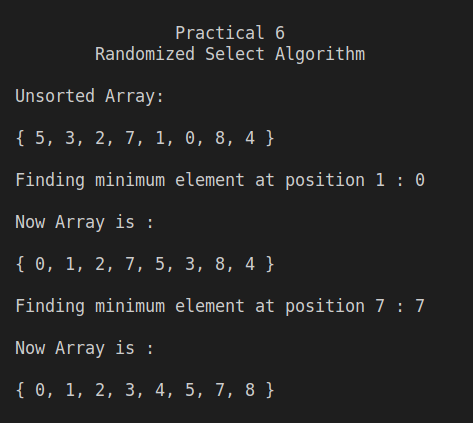 Practical 6
Randomized Select Algorithm
Unsorted Array:
{ 5, 3, 2, 7, 1, 0, 8, 4 }
Finding minimum element at position 1 : 0
Now Array is :
{ 0, 1, 2, 7, 5, 3, 8, 4 }
Finding minimum element at position 7 : 7
Now Array is :
{ 0, 1, 2, 3, 4, 5, 7, 8 }